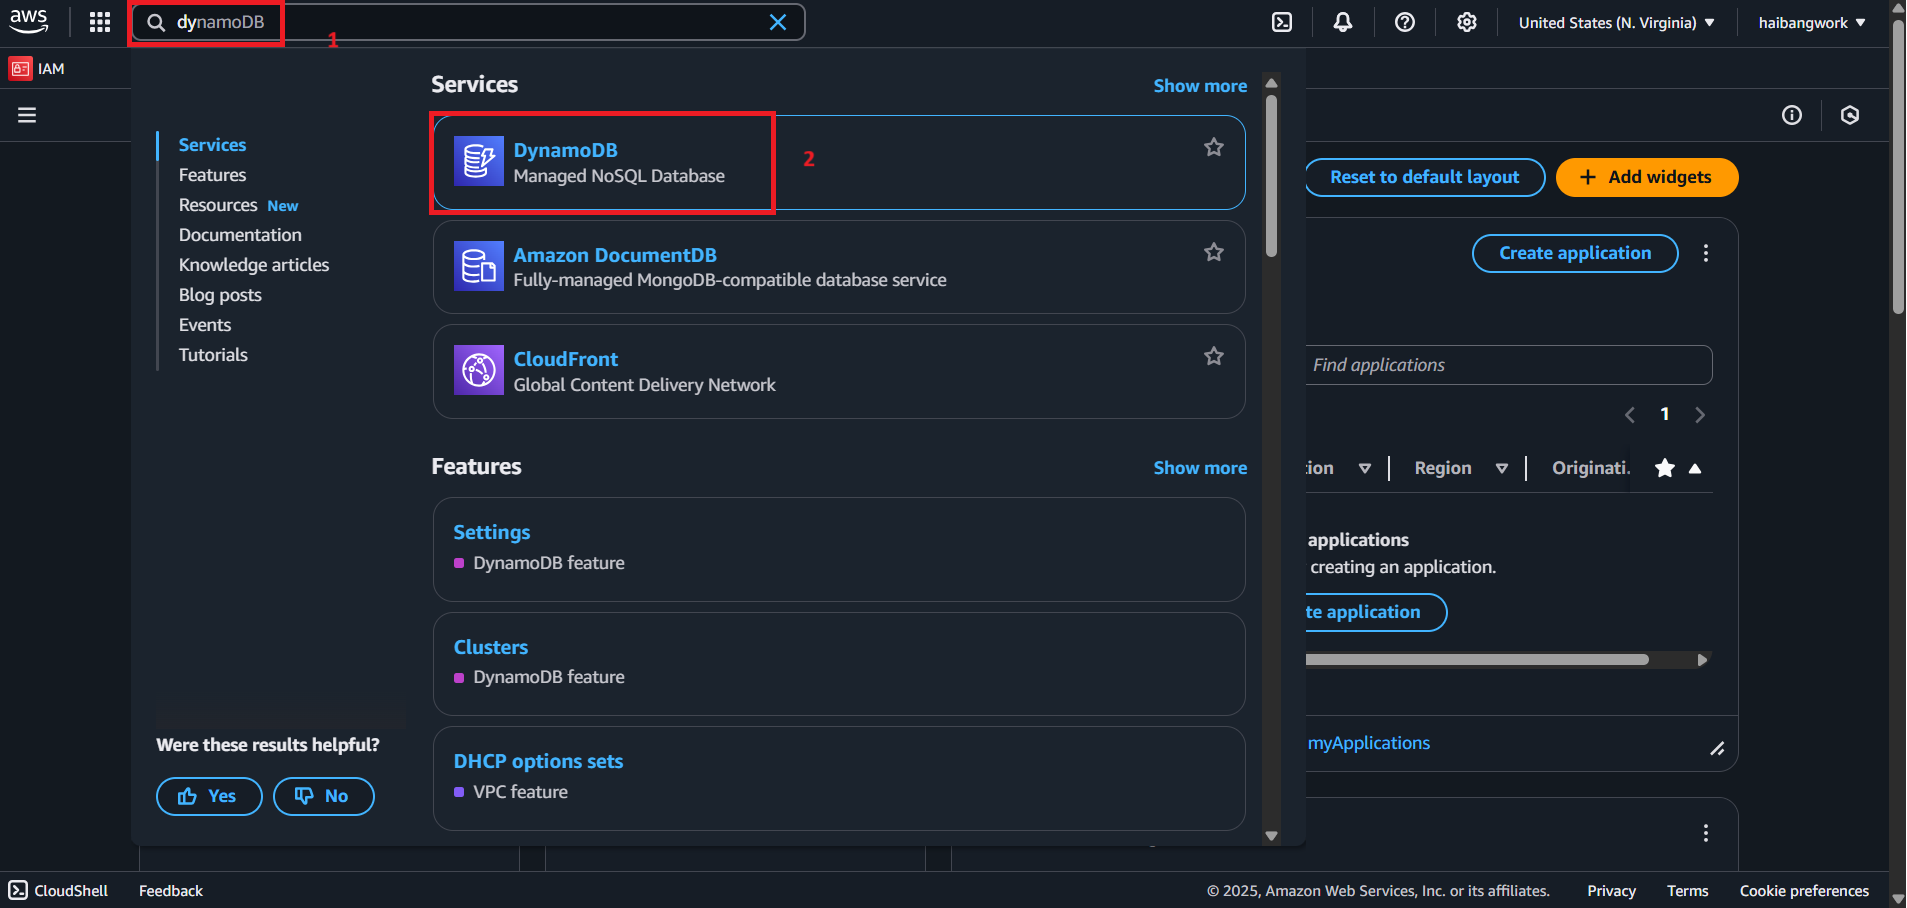 aws
dynamoDB
1
United States (N. Virginia)
haibangwork
IAM
Services
Show more
Services
Features
Resources New
Documentation
Knowledge articles
Blog posts
Events
Tutorials
DynamoDB
Managed NoSQL Database
2
Amazon DocumentDB
Fully-managed MongoDB-compatible database service
CloudFront
Global Content Delivery Network
Features
Show more
Settings
DynamoDB feature
Clusters
DynamoDB feature
DHCP options sets
VPC feature
Were these results helpful?
Yes
No
Reset to default layout
+ Add widgets
Create application
Find applications
1
tion
Region
Originati.
applications
creating an application.
te application
myApplications
CloudShell
Feedback
© 2025, Amazon Web Services, Inc. or its affiliates.
Privacy
Terms
Cookie preferences